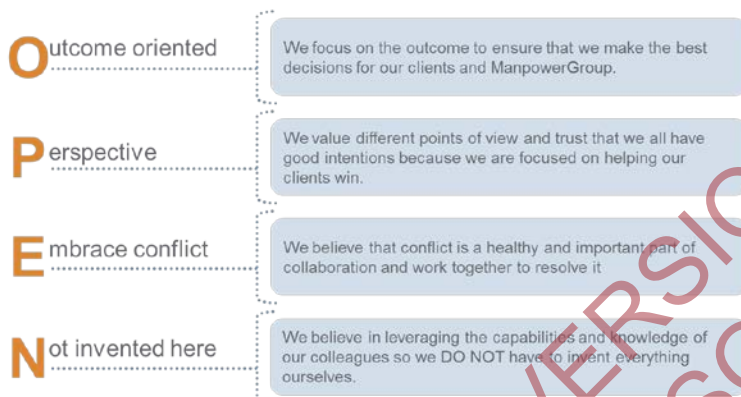 Outcome oriented
We focus on the outcome to ensure that we make the best
decisions for our clients and ManpowerGroup.
Perspective
We value different points of view and trust that we all have
good intentions because we are focused on helping our
clients win.
Embrace conflict
We believe that conflict is a healthy and important part of
collaboration and work together to resolve it
Not invented here
We believe in leveraging the capabilities and knowledge of
our colleagues so we DO NOT have to invent everything
ourselves.